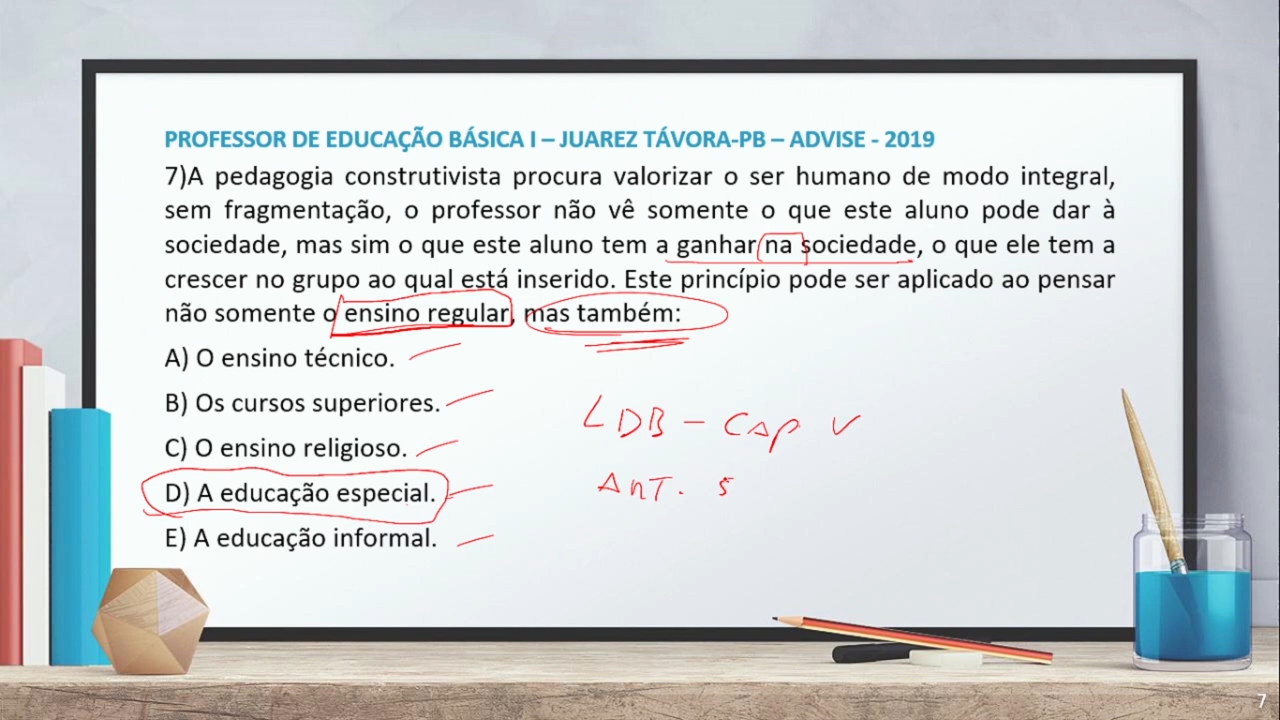 PROFESSOR DE EDUCAÇÃO BÁSICA I – JUAREZ TÁVORA-PB – ADVISE - 2019
7)A pedagogia construtivista procura valorizar o ser humano de modo integral,
sem fragmentação, o professor não vê somente o que este aluno pode dar à
sociedade, mas sim o que este aluno tem a ganhar na sociedade, o que ele tem a
crescer no grupo ao qual está inserido. Este princípio pode ser aplicado ao pensar
não somente o ensino regular, mas também:
A) O ensino técnico.
B) Os cursos superiores.
LDB - CAP V
C) O ensino religioso.
D) A educação especial.
ART. 5
E) A educação informal.
7